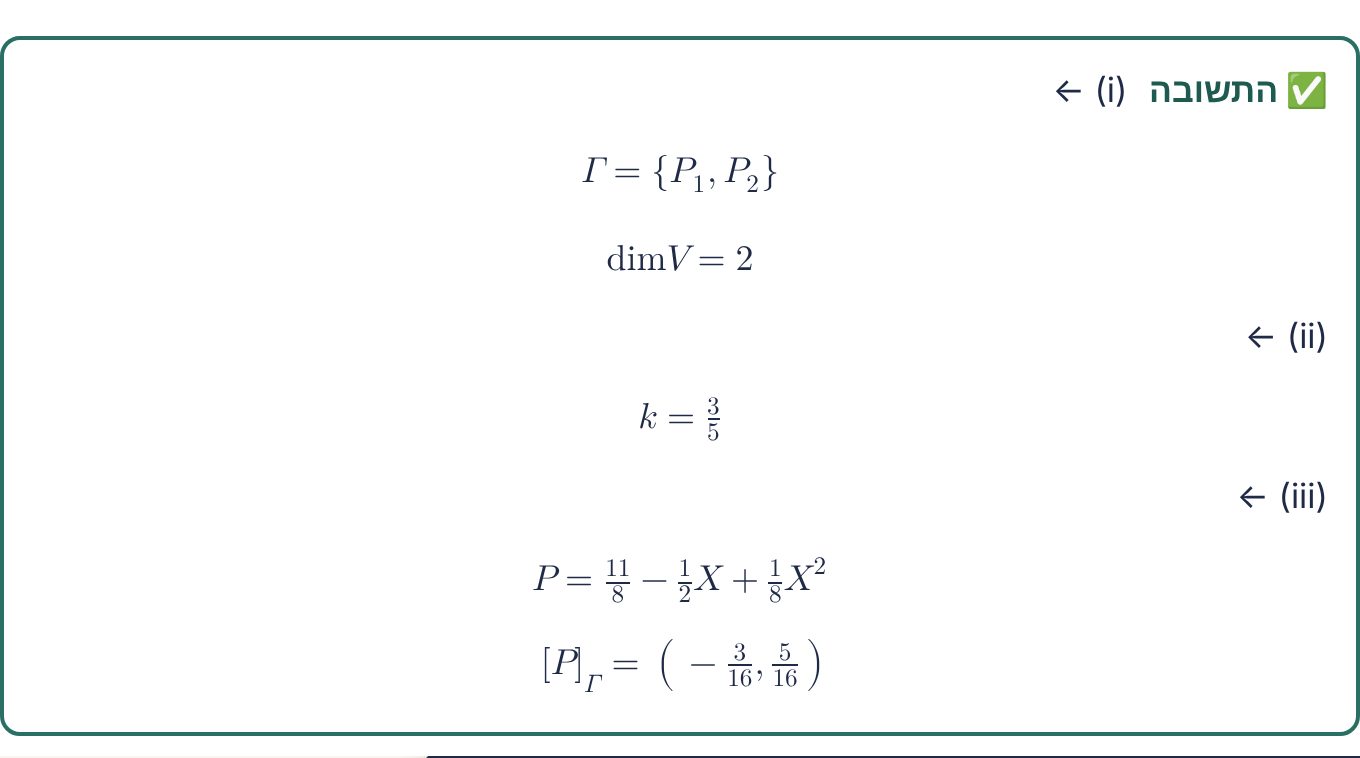 ✅ התשובה (i) ←
Γ = {P₁, P₂}
dimV = 2
(ii) ←
k = 3/5
(iii) ←
P = 11/8 − 1/2 X + 1/8 X²
[P]_Γ = ( − 3/16, 5/16 )